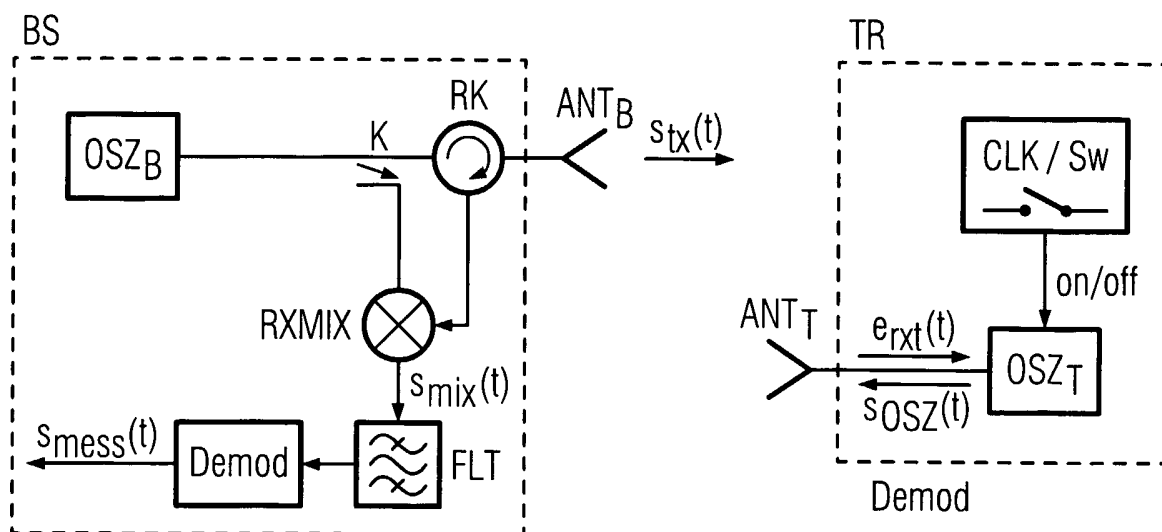 BS
OSZB
K
RK
ANTB
stx(t)
RXMIX
smix(t)
FLT
Demod
smess(t)
TR
CLK / Sw
on/off
ANTT
erxt(t)
sOSZ(t)
OSZT
Demod